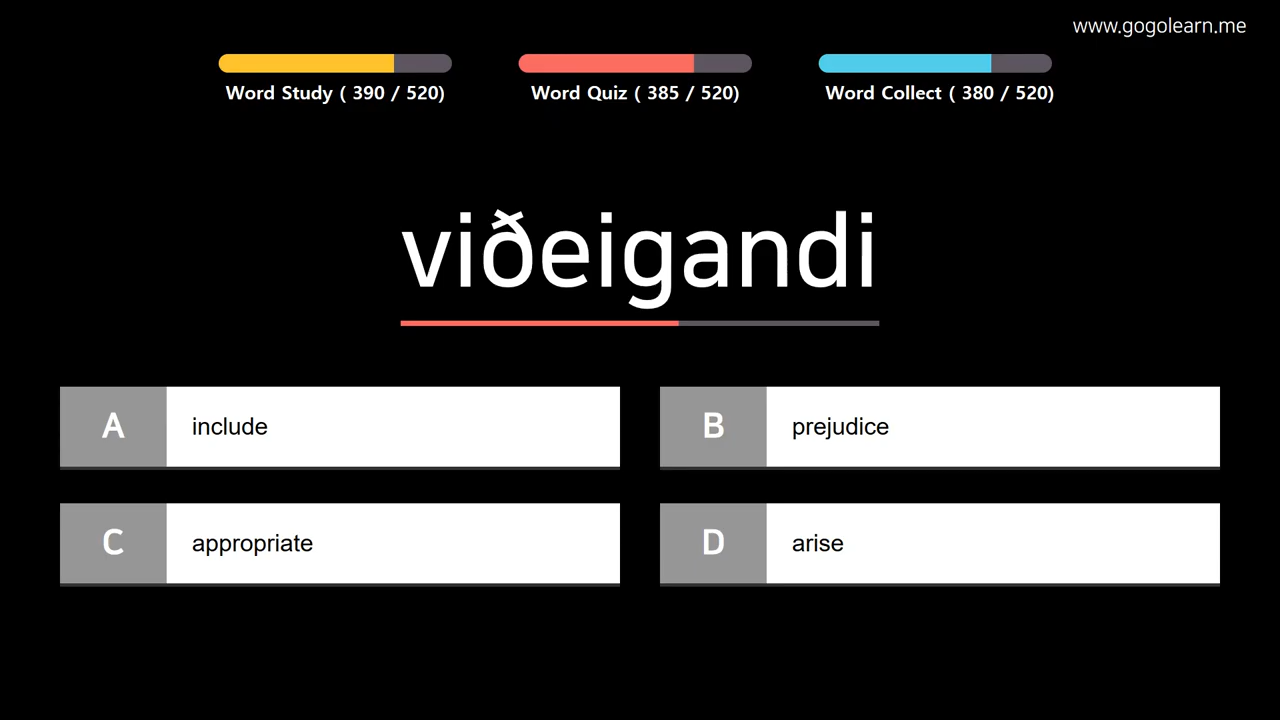 www.gogolearn.me
Word Study ( 390 / 520)
Word Quiz ( 385 / 520)
Word Collect ( 380 / 520)
viðeigandi
A include
B prejudice
C appropriate
D arise